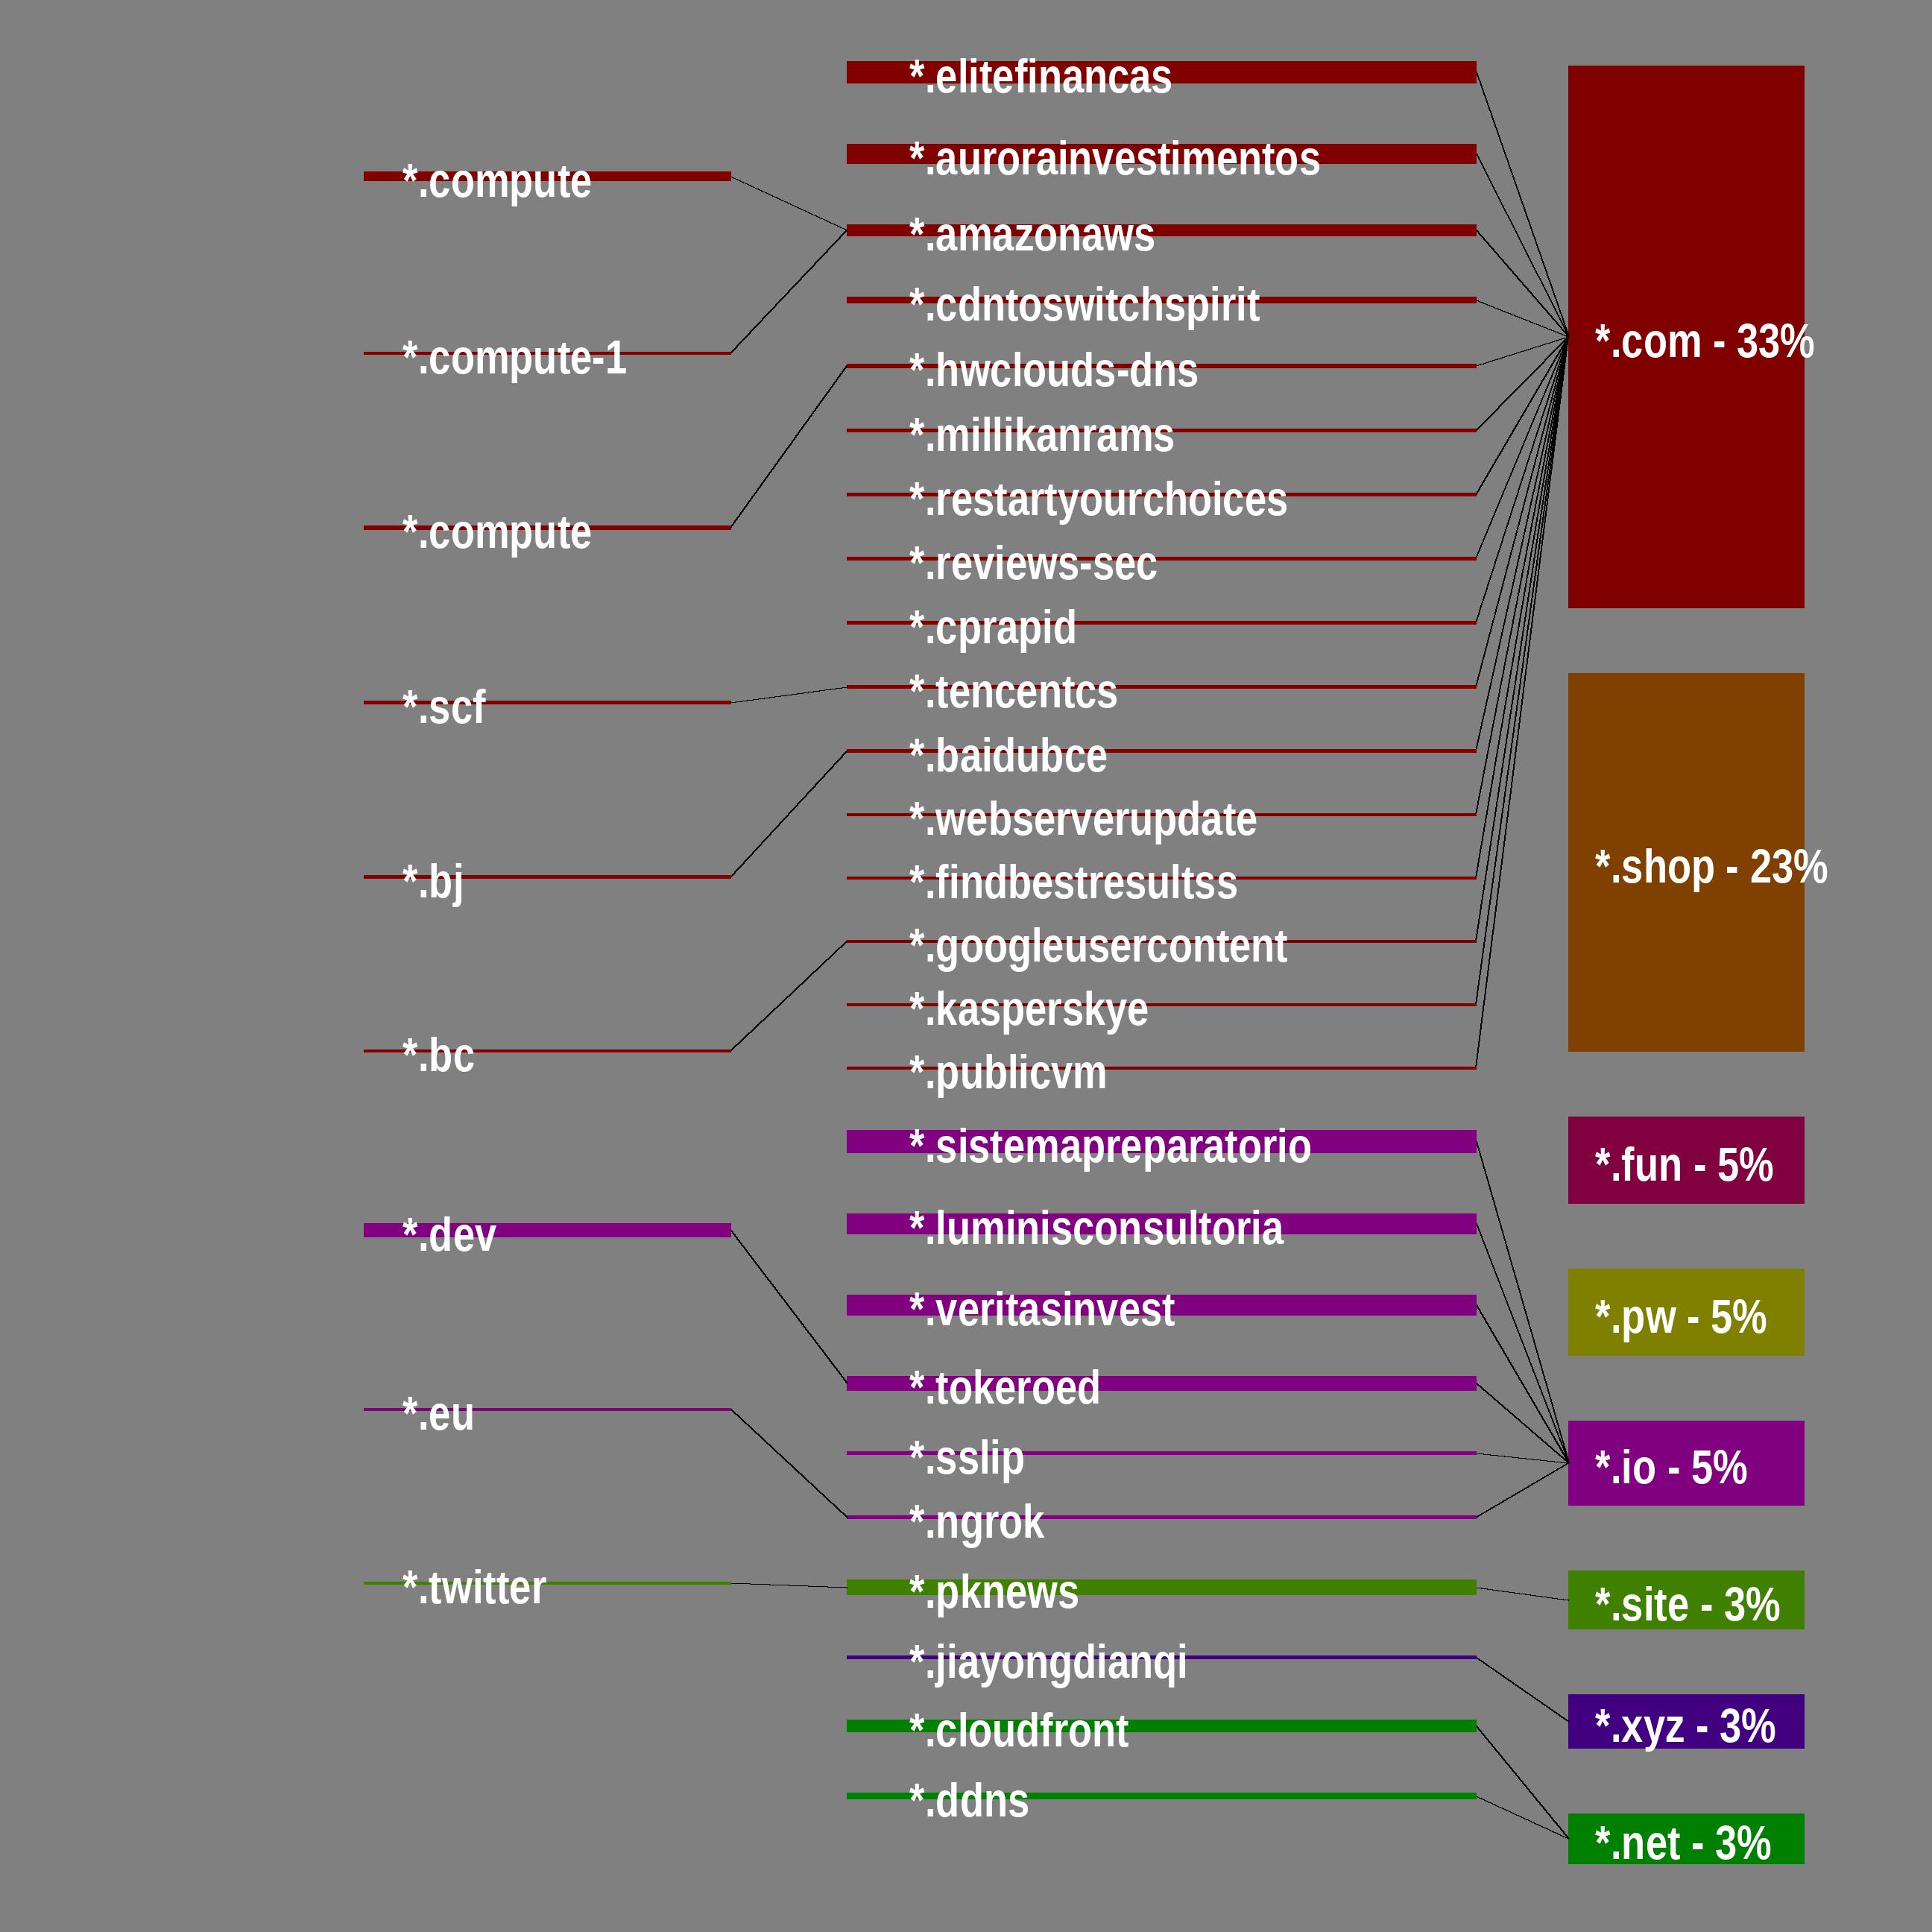 *.compute
*.compute-1
*.compute
*.scf
*.bj
*.bc
*.dev
*.eu
*.twitter
*.elitefinancas
*.aurorainvestimentos
*.amazonaws
*.cdntoswitchspirit
*.hwclouds-dns
*.millikanrams
*.restartyourchoices
*.reviews-sec
*.cprapid
*.tencentcs
*.baidubce
*.webserverupdate
*.findbestresultss
*.googleusercontent
*.kasperskye
*.publicvm
*.sistemapreparatorio
*.luminisconsultoria
*.veritasinvest
*.tokeroed
*.sslip
*.ngrok
*.pknews
*.jiayongdianqi
*.cloudfront
*.ddns
*.com - 33%
*.shop - 23%
*.fun - 5%
*.pw - 5%
*.io - 5%
*.site - 3%
*.xyz - 3%
*.net - 3%